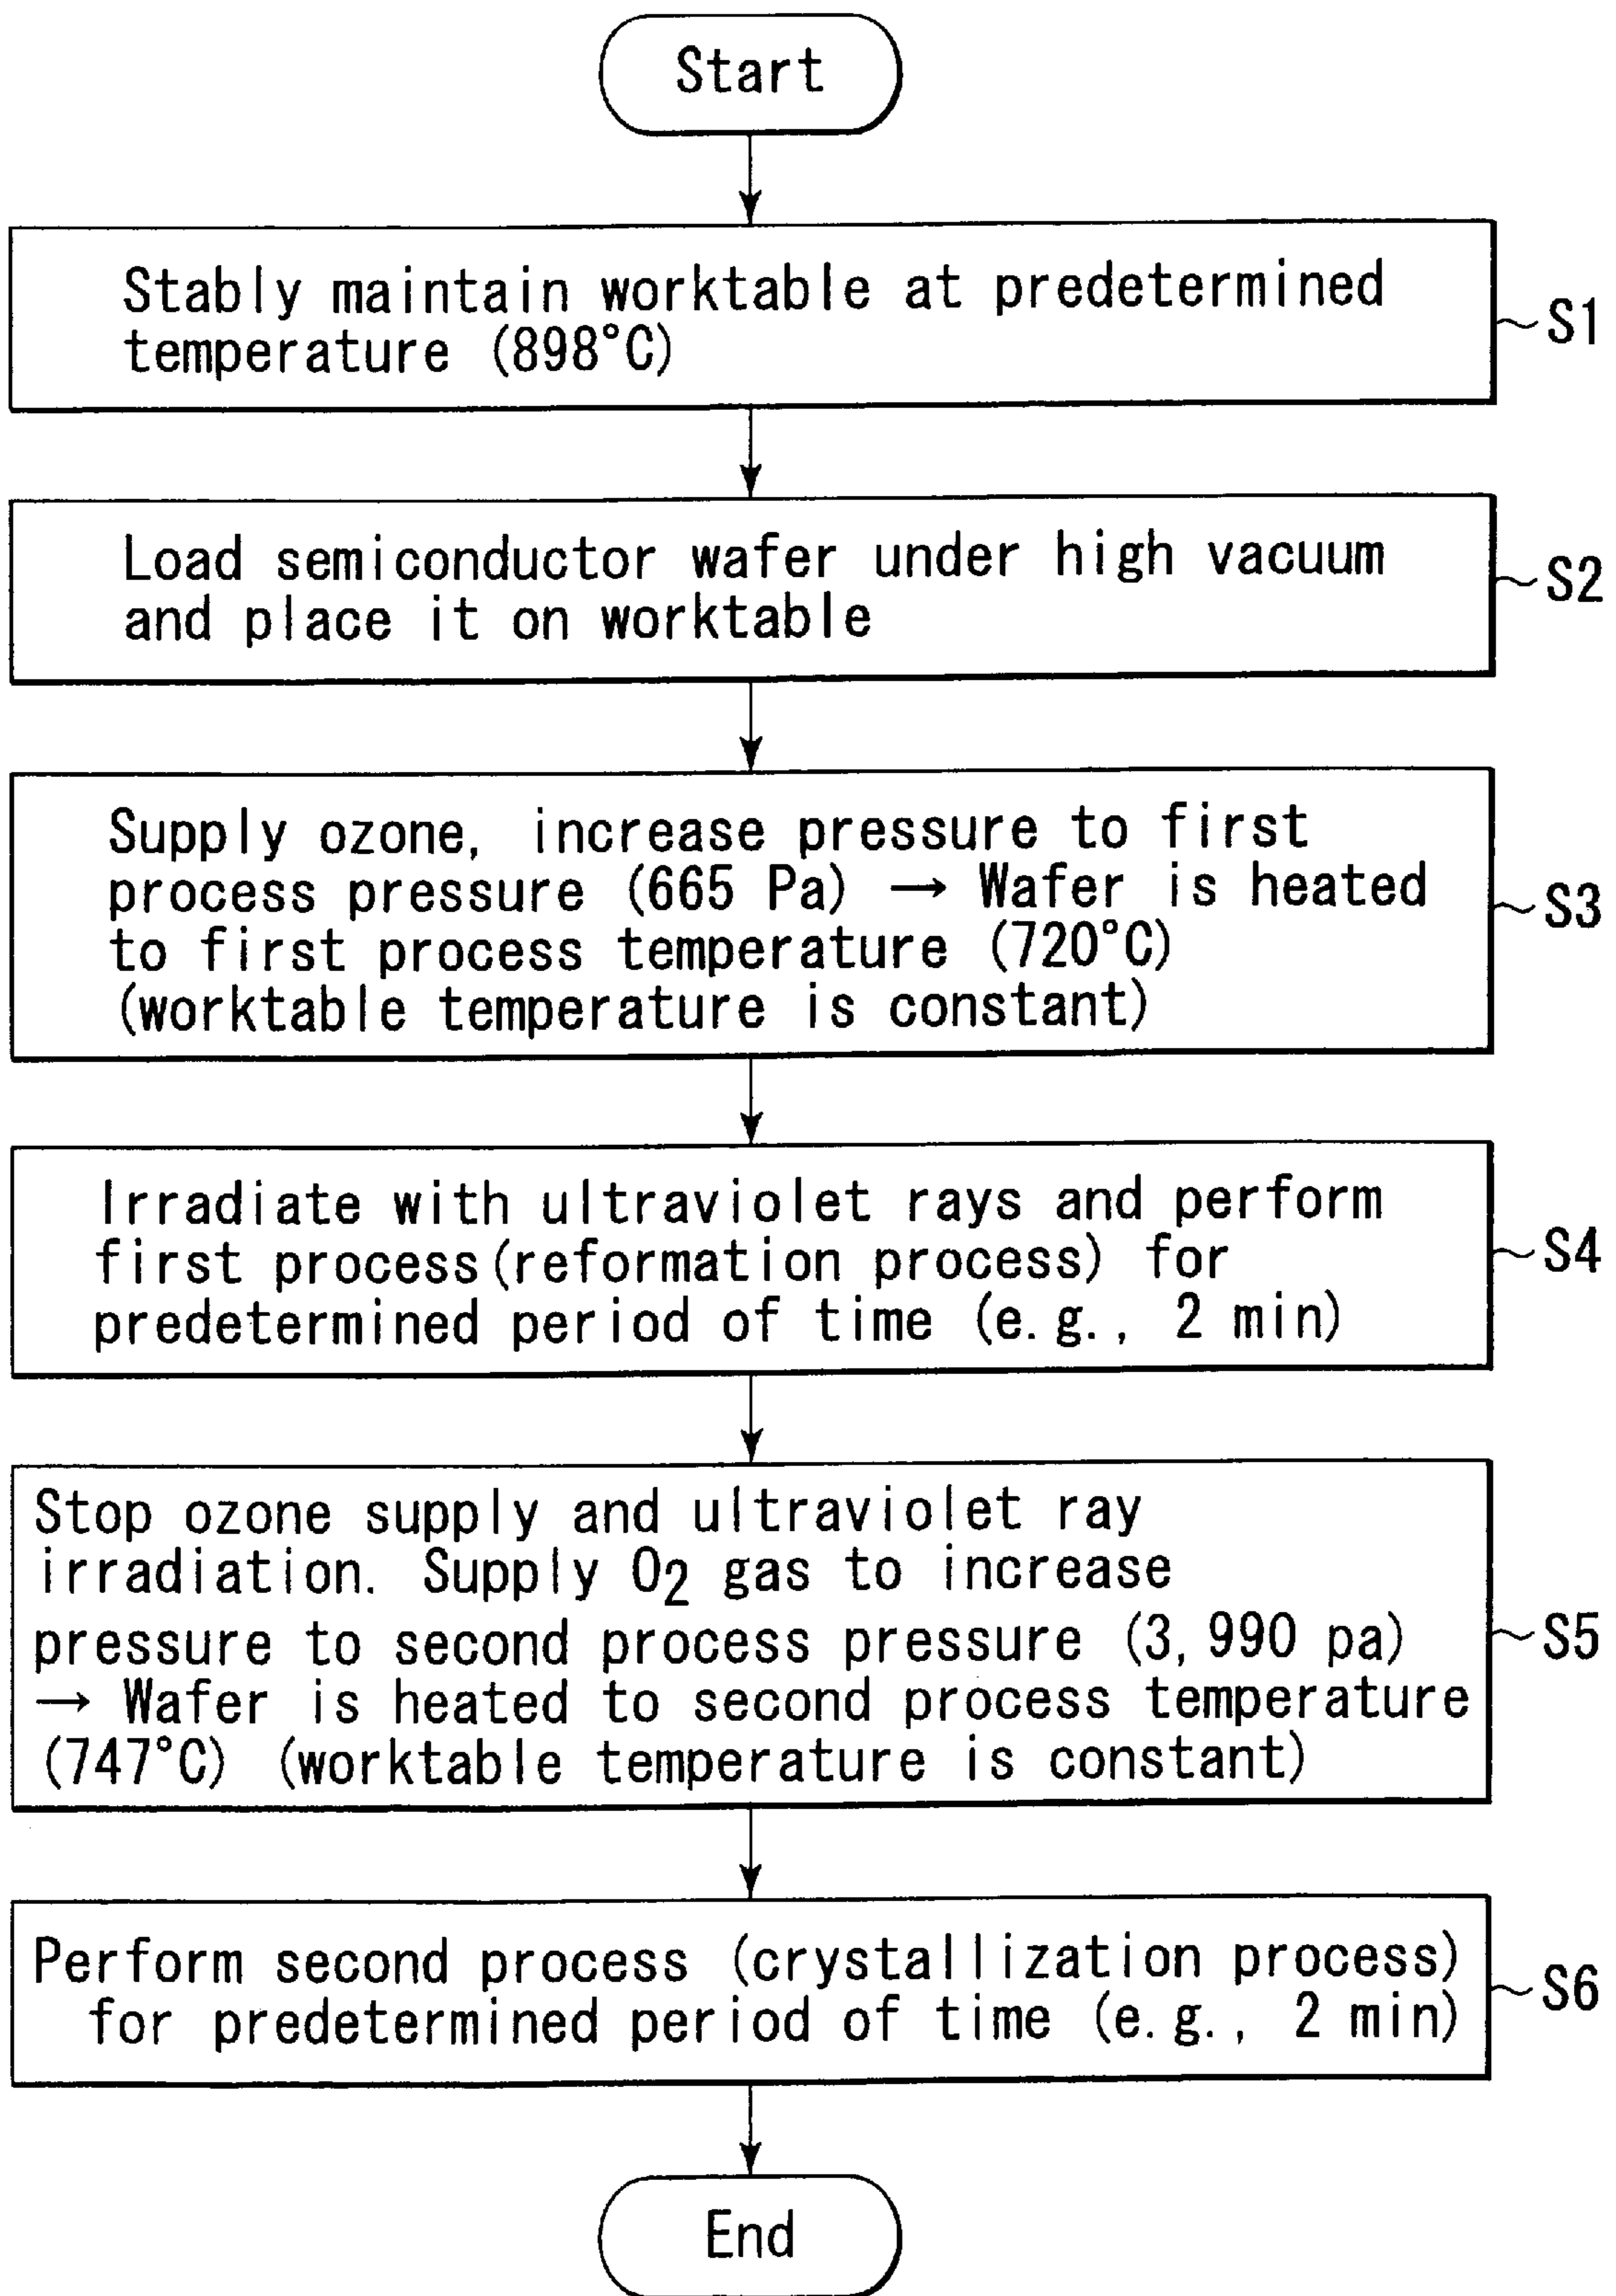 Start
Stably maintain worktable at predetermined
temperature (898°C)
S1
Load semiconductor wafer under high vacuum
and place it on worktable
S2
Supply ozone, increase pressure to first
process pressure (665 Pa) → Wafer is heated
to first process temperature (720°C)
(worktable temperature is constant)
S3
Irradiate with ultraviolet rays and perform
first process(reformation process) for
predetermined period of time (e.g., 2 min)
S4
Stop ozone supply and ultraviolet ray
irradiation. Supply O2 gas to increase
pressure to second process pressure (3,990 pa)
→ Wafer is heated to second process temperature
(747°C) (worktable temperature is constant)
S5
Perform second process (crystallization process)
for predetermined period of time (e.g., 2 min)
S6
End